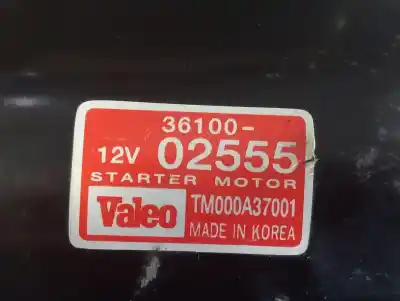 36100-
12V 02555
STARTER MOTOR
Valeo TM000A37001
MADE IN KOREA